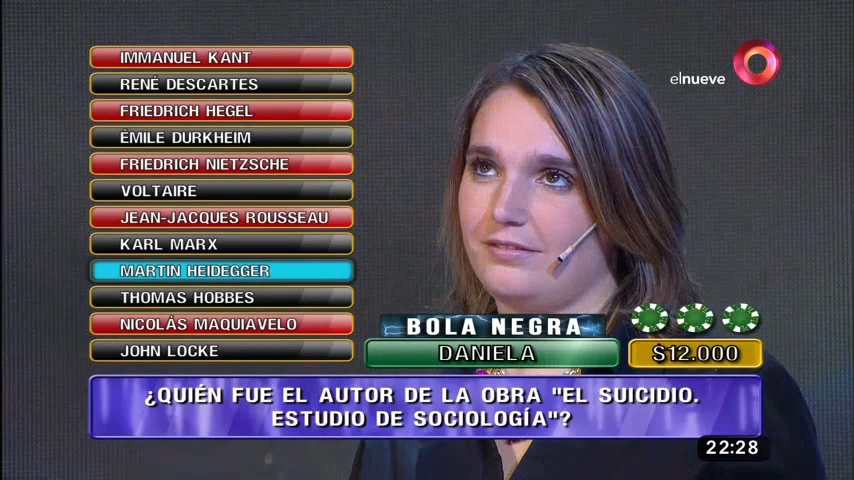 IMMANUEL KANT
RENÉ DESCARTES
FRIEDRICH HEGEL
ÉMILE DURKHEIM
FRIEDRICH NIETZSCHE
VOLTAIRE
JEAN-JACQUES ROUSSEAU
KARL MARX
MARTIN HEIDEGGER
THOMAS HOBBES
NICOLÁS MAQUIAVELO
JOHN LOCKE
elnueve
BOLA NEGRA
DANIELA
$12.000
¿QUIÉN FUE EL AUTOR DE LA OBRA "EL SUICIDIO.
ESTUDIO DE SOCIOLOGÍA"?
22:28